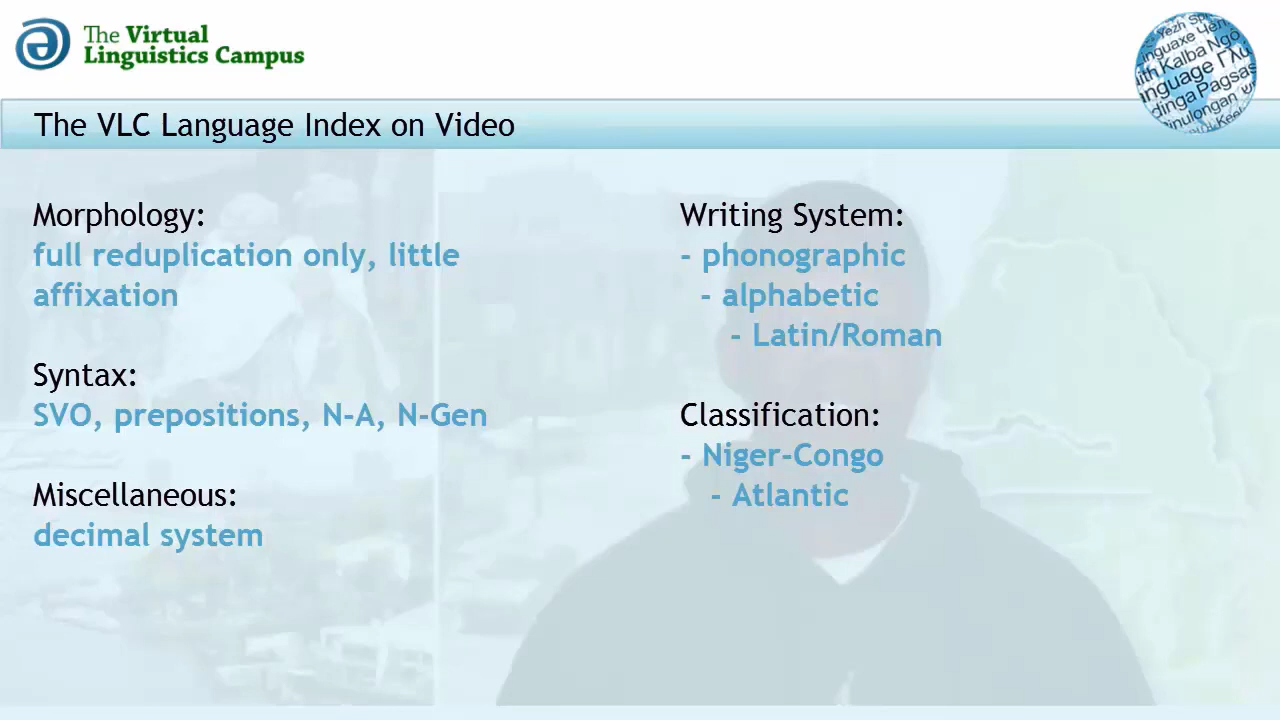 The Virtual
Linguistics Campus
The VLC Language Index on Video
Morphology:
full reduplication only, little
affixation
Syntax:
SVO, prepositions, N-A, N-Gen
Miscellaneous:
decimal system
Writing System:
- phonographic
- alphabetic
- Latin/Roman
Classification:
- Niger-Congo
- Atlantic